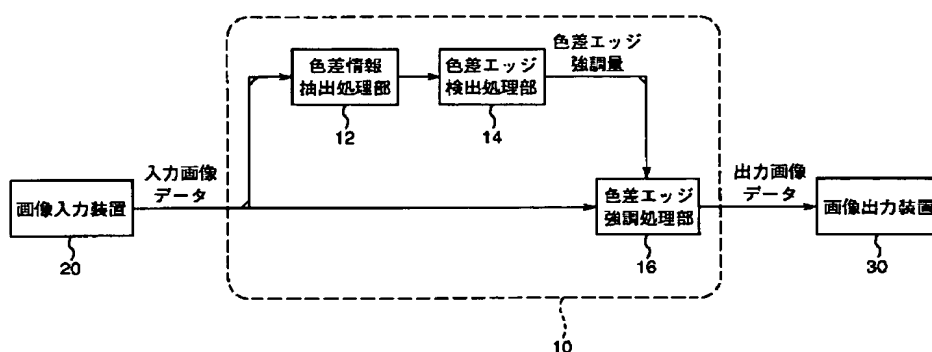 色差情報
抽出処理部
12
色差エッジ
検出処理部
14
色差エッジ
強調量
入力画像
データ
画像入力装置
20
色差エッジ
強調処理部
16
出力画像
データ
画像出力装置
30
10